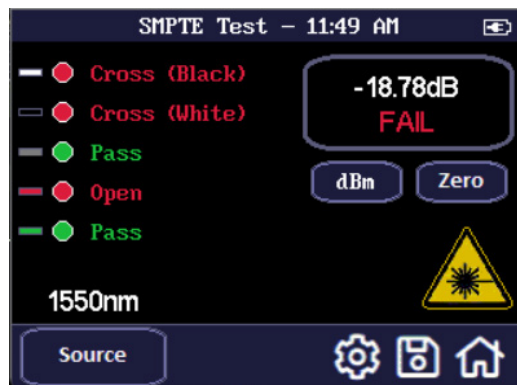 SMPTE Test - 11:49 AM
Cross (Black)
Cross (White)
Pass
Open
Pass
-18.78dB
FAIL
dBm
Zero
1550nm
Source